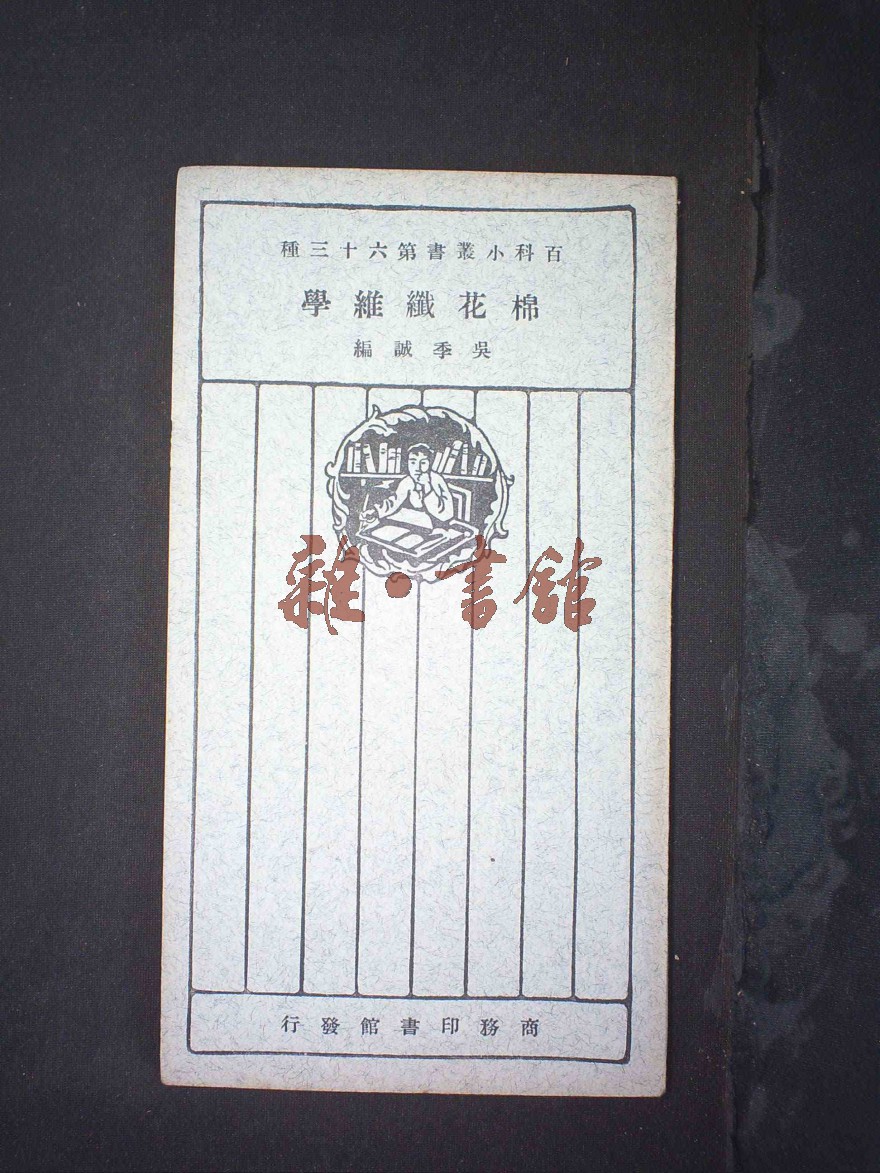 百科小叢書第六十三種
棉花纖維學
吳季誠編
雜·書舘
商務印書館發行